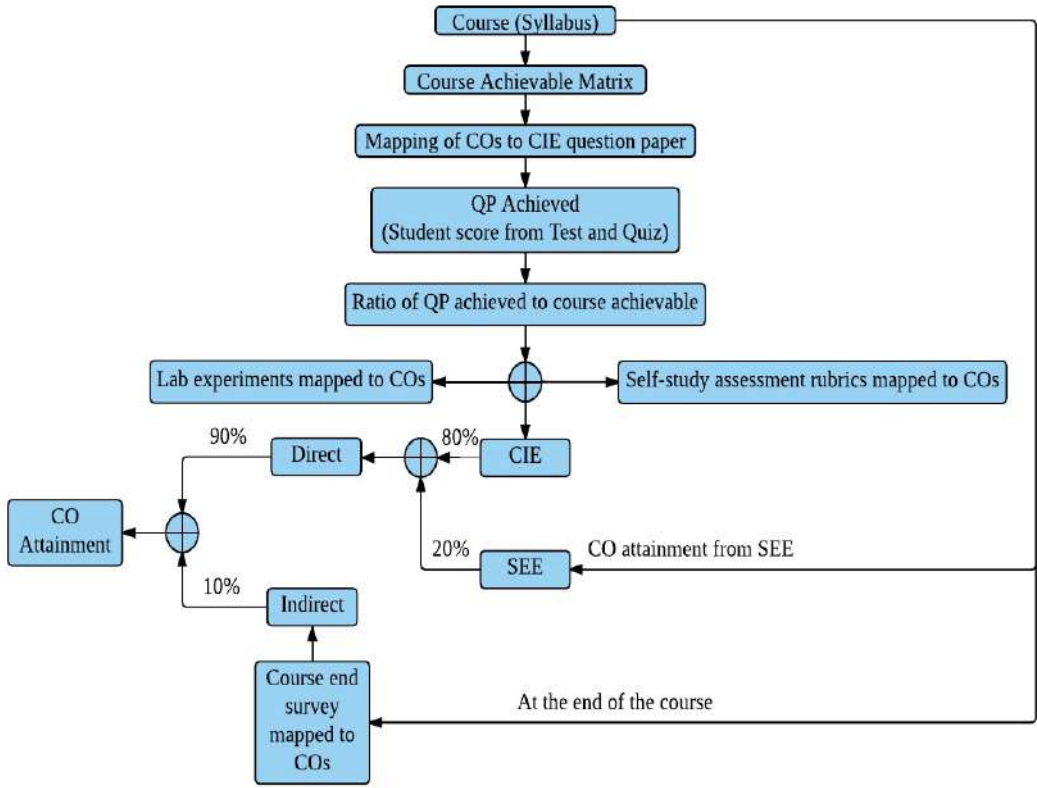 Course (Syllabus)
Course Achievable Matrix
Mapping of COs to CIE question paper
QP Achieved
(Student score from Test and Quiz)
Ratio of QP achieved to course achievable
Lab experiments mapped to COs
Self-study assessment rubrics mapped to COs
90%
Direct
80%
CIE
CO
Attainment
20%
SEE
CO attainment from SEE
10%
Indirect
Course end
survey
mapped to
COs
At the end of the course